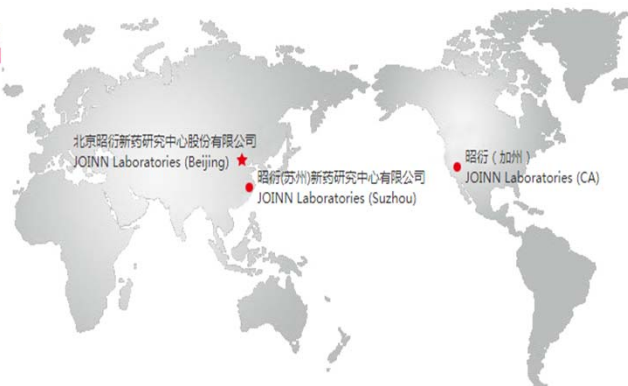 北京昭衍新药研究中心股份有限公司
JOINN Laboratories (Beijing)
昭衍(苏州)新药研究中心有限公司
JOINN Laboratories (Suzhou)
昭衍（加州）
JOINN Laboratories (CA)